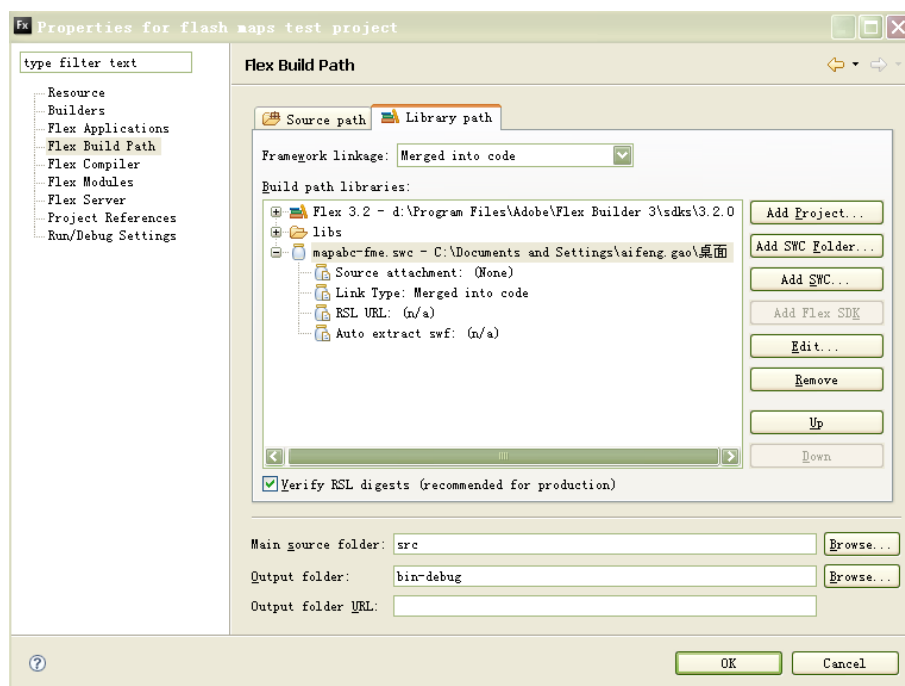 Fx Properties for flash maps test project
type filter text
Flex Build Path
Resource
Builders
Flex Applications
Flex Build Path
Flex Compiler
Flex Modules
Flex Server
Project References
Run/Debug Settings
Source path Library path
Framework linkage: Merged into code
Build path libraries:
Flex 3.2 - d:\Program Files\Adobe\Flex Builder 3\sdks\3.2.0
libs
mapabc-fme.swc - C:\Documents and Settings\aifeng.gao\桌面
Source attachment: (None)
Link Type: Merged into code
RSL URL: (n/a)
Auto extract swf: (n/a)
Add Project...
Add SWC Folder...
Add SWC...
Add Flex SDK
Edit...
Remove
Up
Down
Verify RSL digests (recommended for production)
Main source folder: src Browse...
Output folder: bin-debug Browse...
Output folder URL:
? OK Cancel